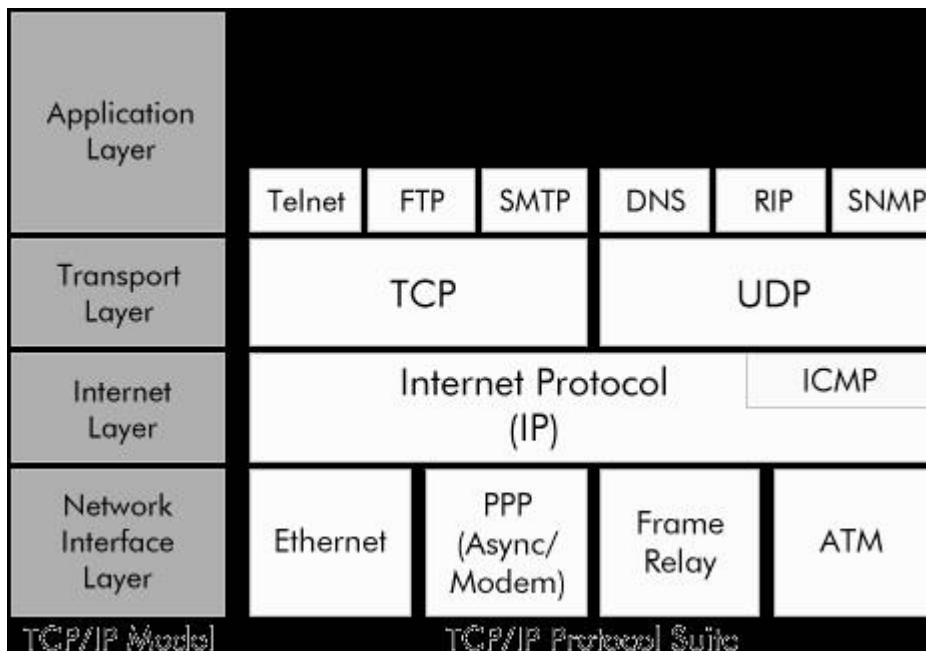 Application
Layer
Telnet
FTP
SMTP
DNS
RIP
SNMP
Transport
Layer
TCP
UDP
Internet
Layer
Internet Protocol
(IP)
ICMP
Network
Interface
Layer
Ethernet
PPP
(Async/
Modem)
Frame
Relay
ATM
TCP/IP Model
TCP/IP Protocol Suite